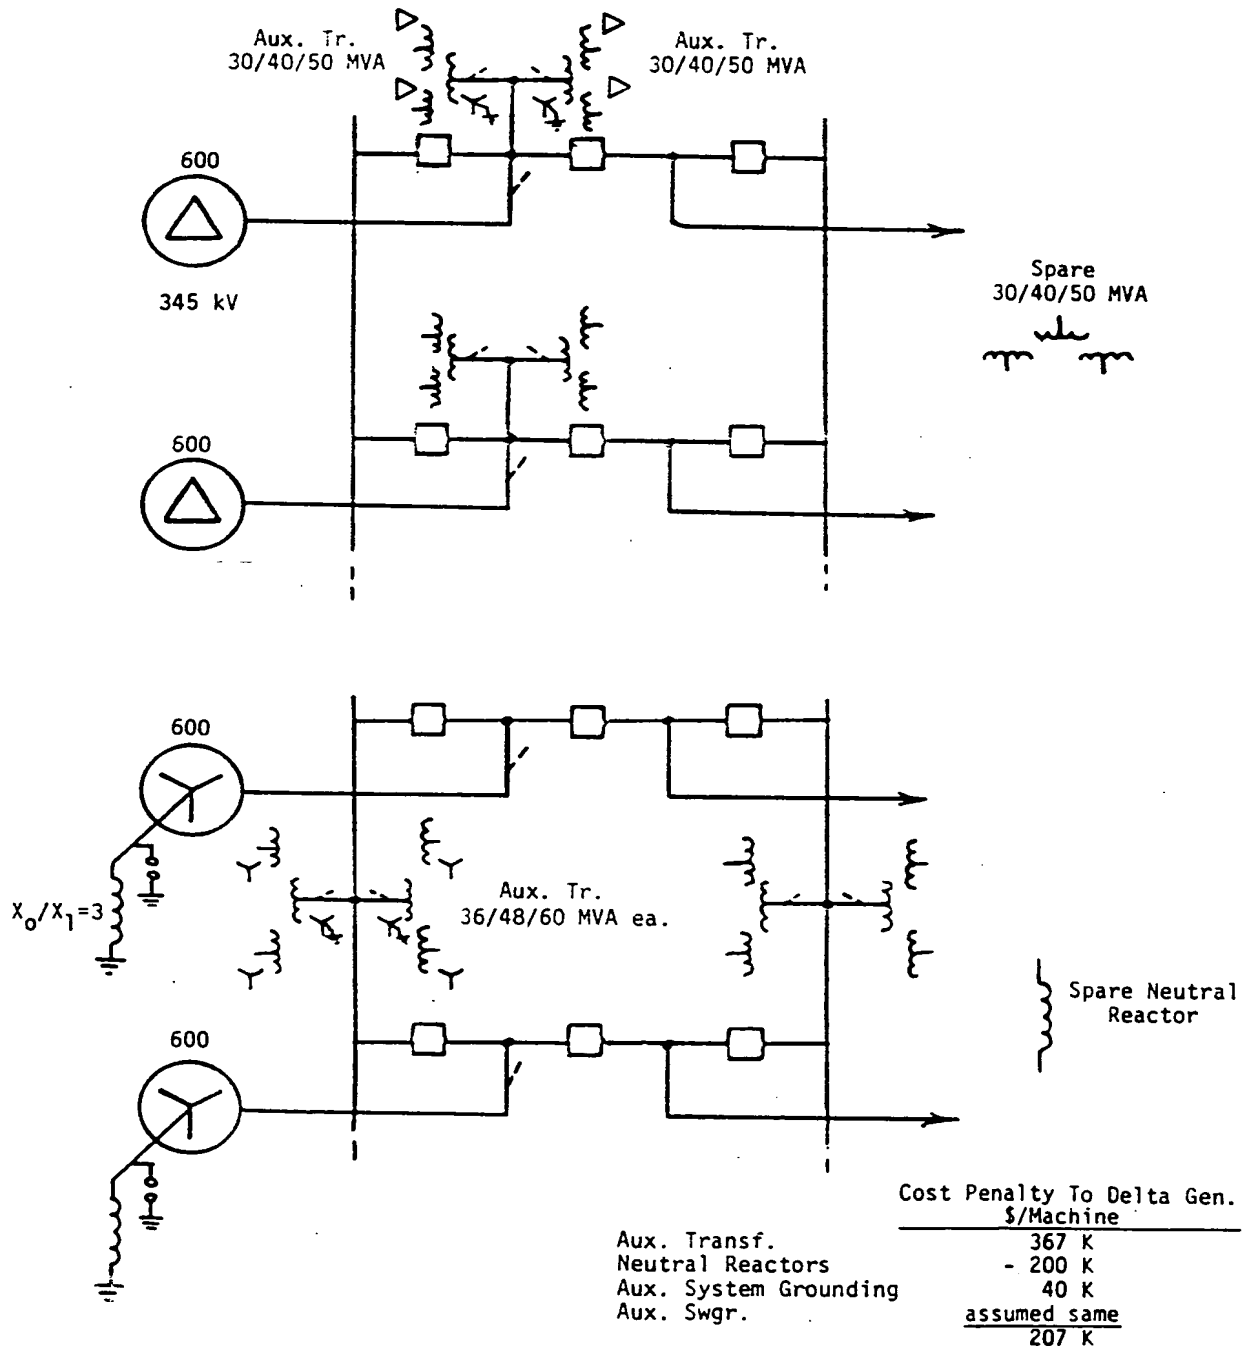 Aux. Tr.
30/40/50 MVA
Aux. Tr.
30/40/50 MVA
600
345 kV
Spare
30/40/50 MVA
600
600
X₀/X₁=3
Aux. Tr.
36/48/60 MVA ea.
Spare Neutral
Reactor
600
Cost Penalty To Delta Gen.
$/Machine
Aux. Transf. 367 K
Neutral Reactors - 200 K
Aux. System Grounding 40 K
Aux. Swgr. assumed same
207 K